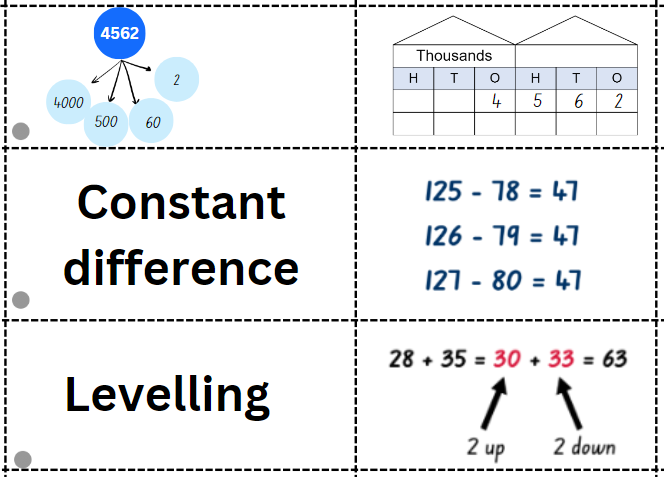 4562
4000
500
60
2
Thousands
H T O H T O
4 5 6 2
Constant
difference
125 - 78 = 47
126 - 79 = 47
127 - 80 = 47
Levelling
28 + 35 = 30 + 33 = 63
2 up 2 down